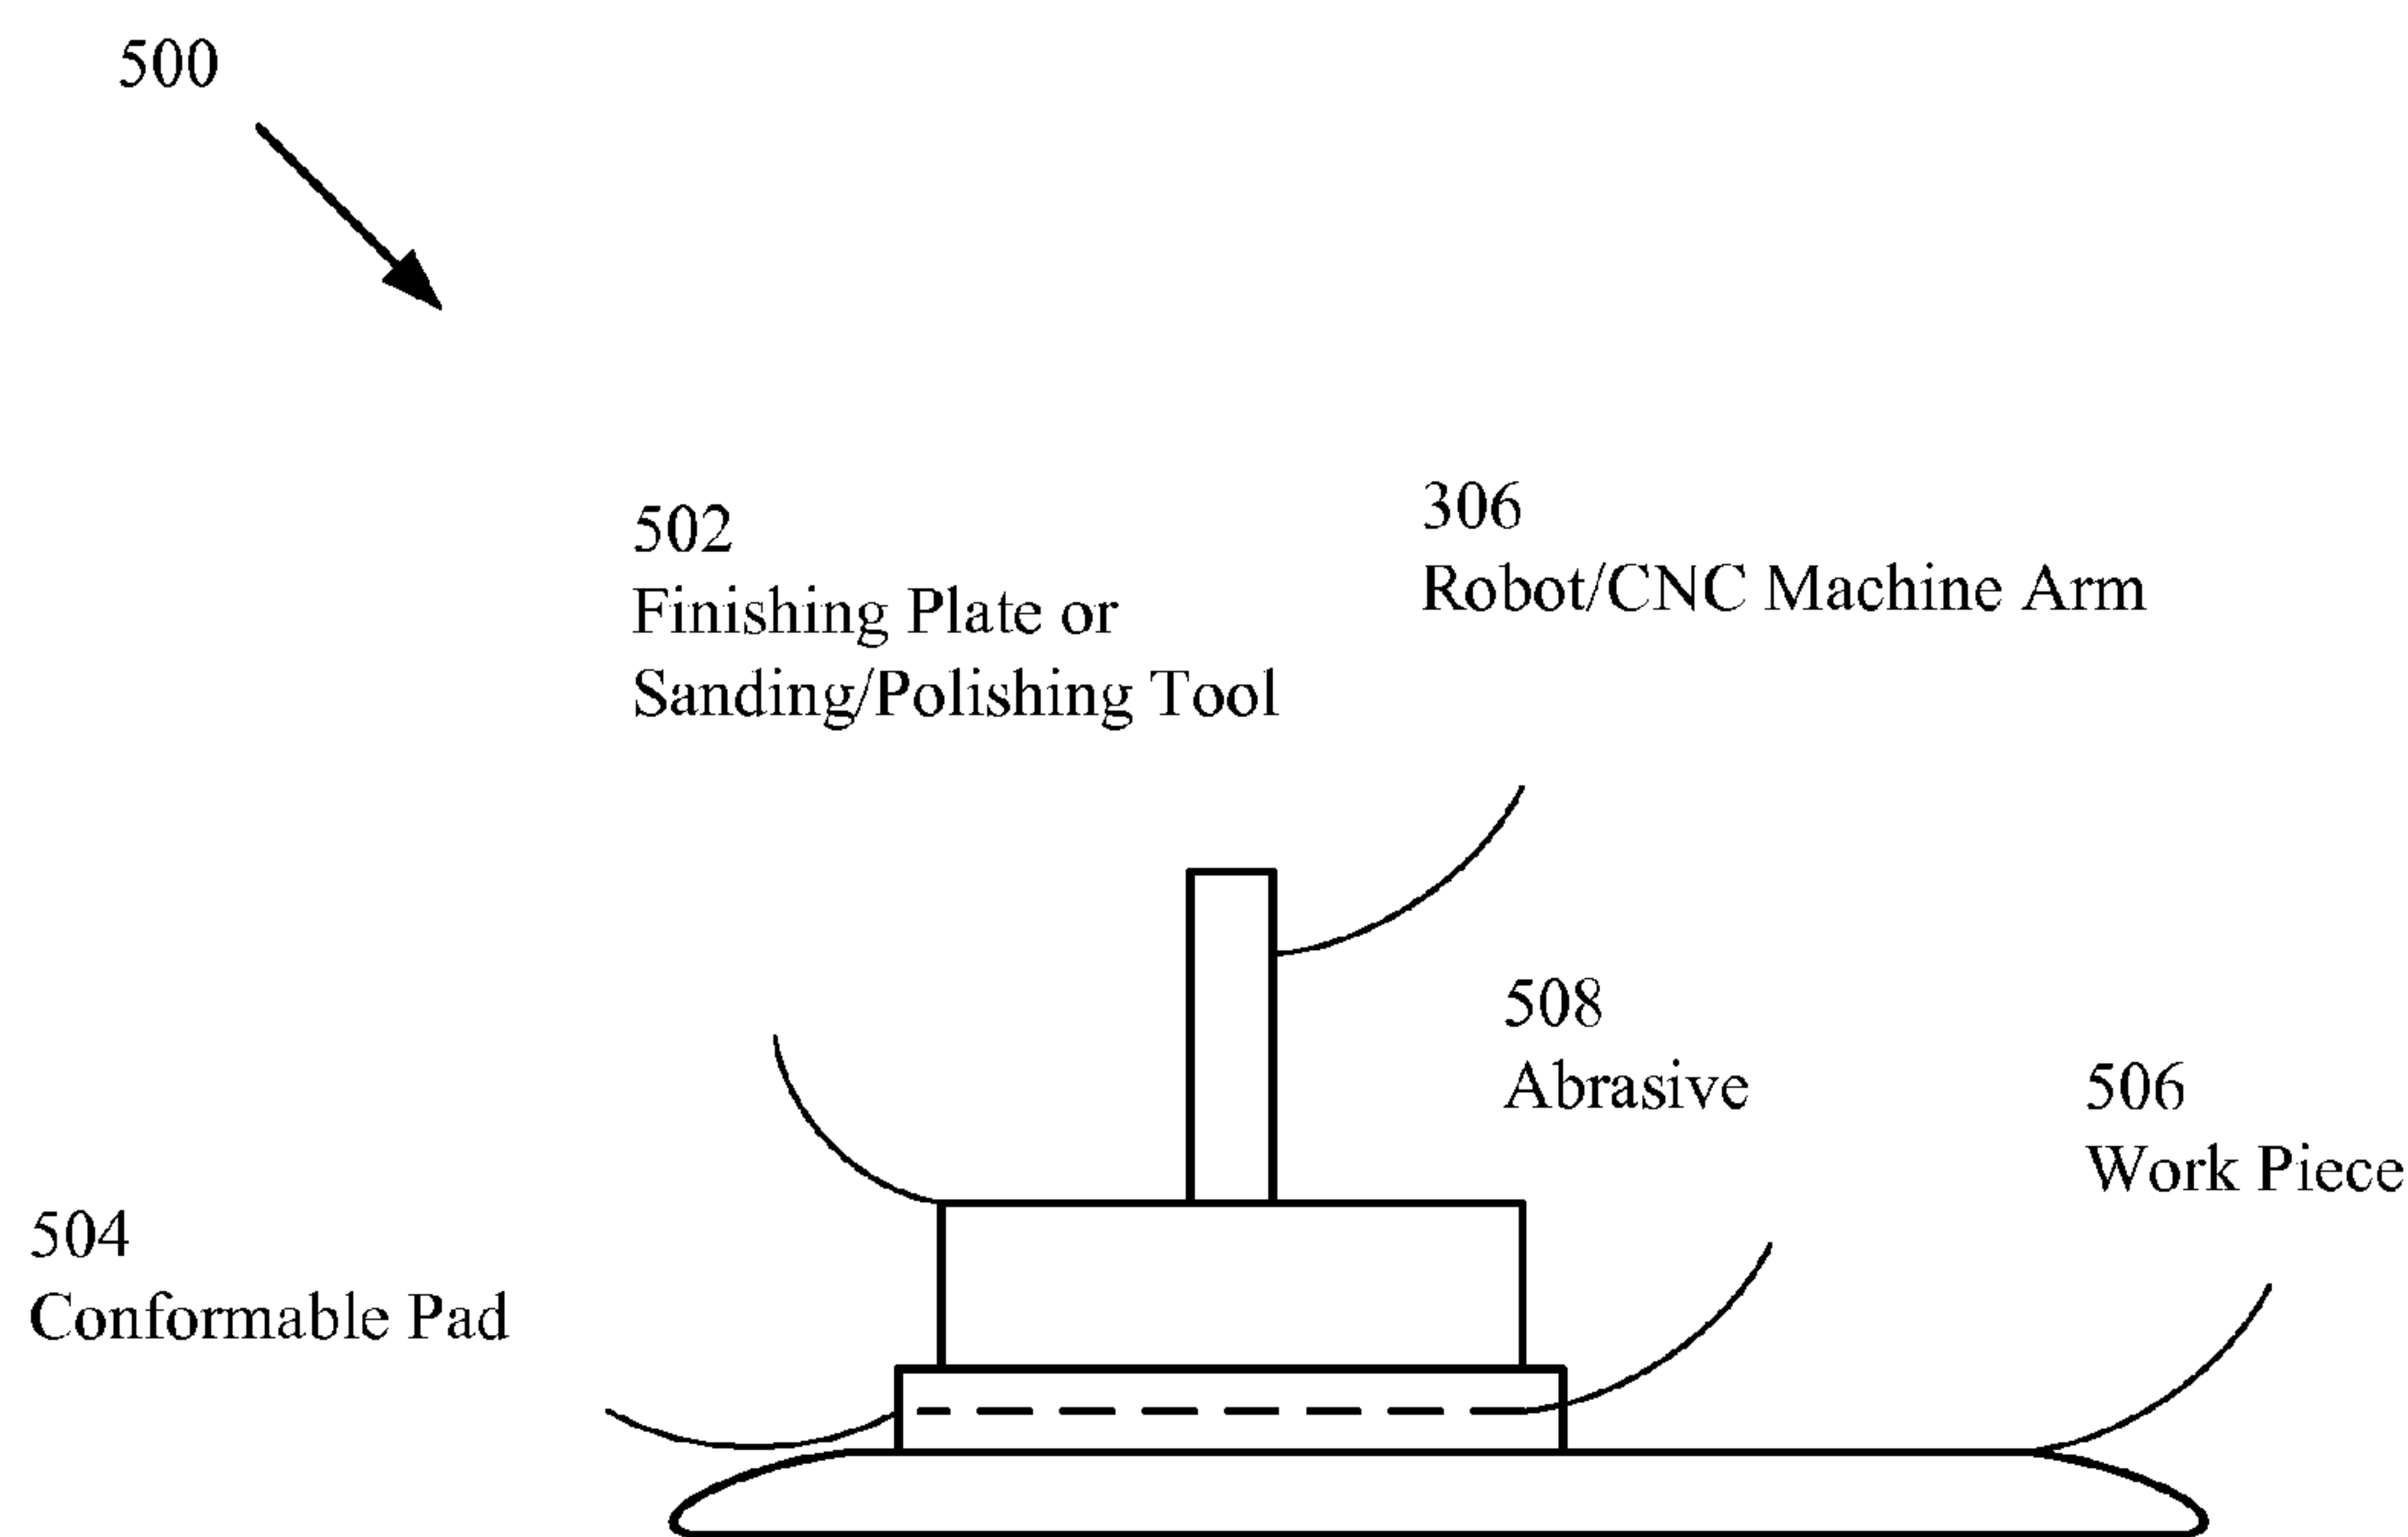 500
502
Finishing Plate or
Sanding/Polishing Tool
306
Robot/CNC Machine Arm
508
Abrasive
506
Work Piece
504
Conformable Pad